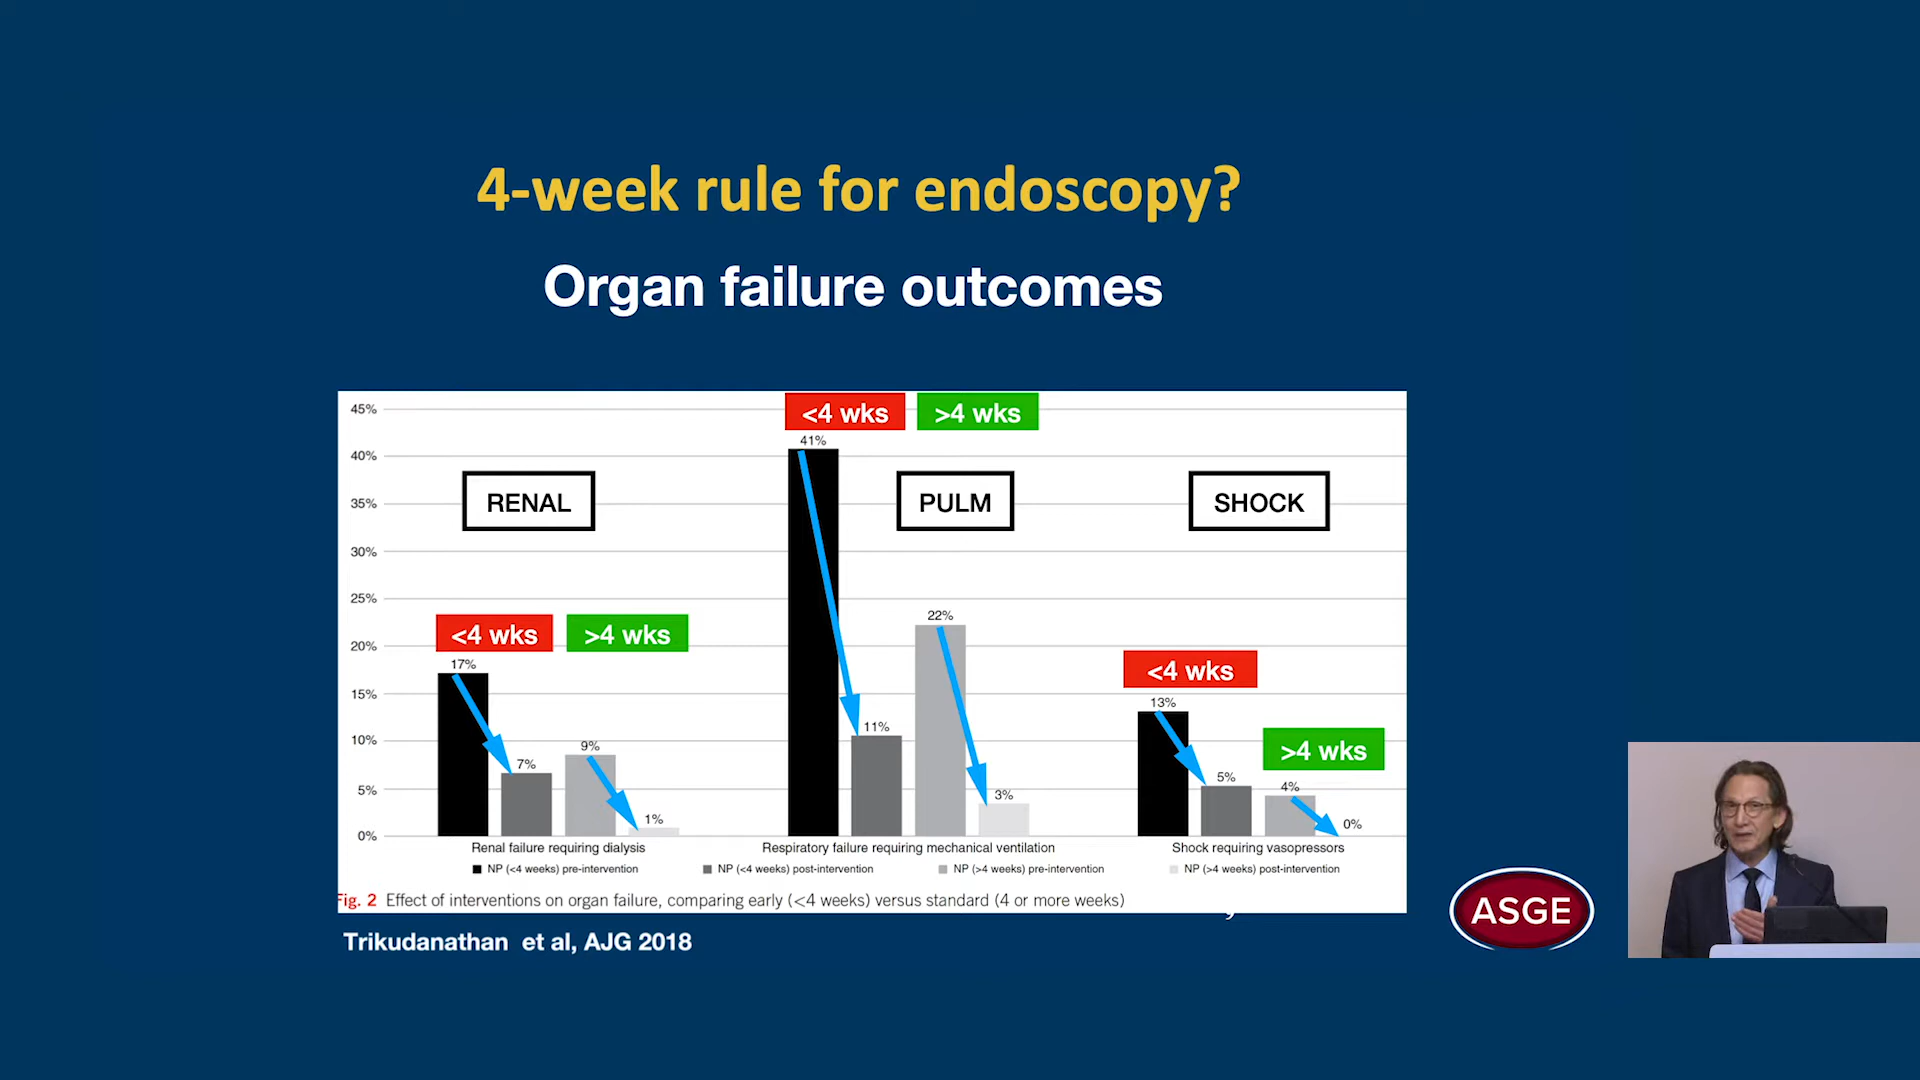 4-week rule for endoscopy?
Organ failure outcomes
45%
40%
35%
30%
25%
20%
15%
10%
5%
0%
RENAL
<4 wks
>4 wks
17%
7%
9%
1%
Renal failure requiring dialysis
<4 wks
>4 wks
PULM
41%
11%
22%
3%
Respiratory failure requiring mechanical ventilation
SHOCK
<4 wks
>4 wks
13%
5%
4%
0%
Shock requiring vasopressors
NP (<4 weeks) pre-intervention
NP (<4 weeks) post-intervention
NP (>4 weeks) pre-intervention
NP (>4 weeks) post-intervention
Fig. 2 Effect of interventions on organ failure, comparing early (<4 weeks) versus standard (4 or more weeks)
Trikudanathan et al, AJG 2018
ASGE